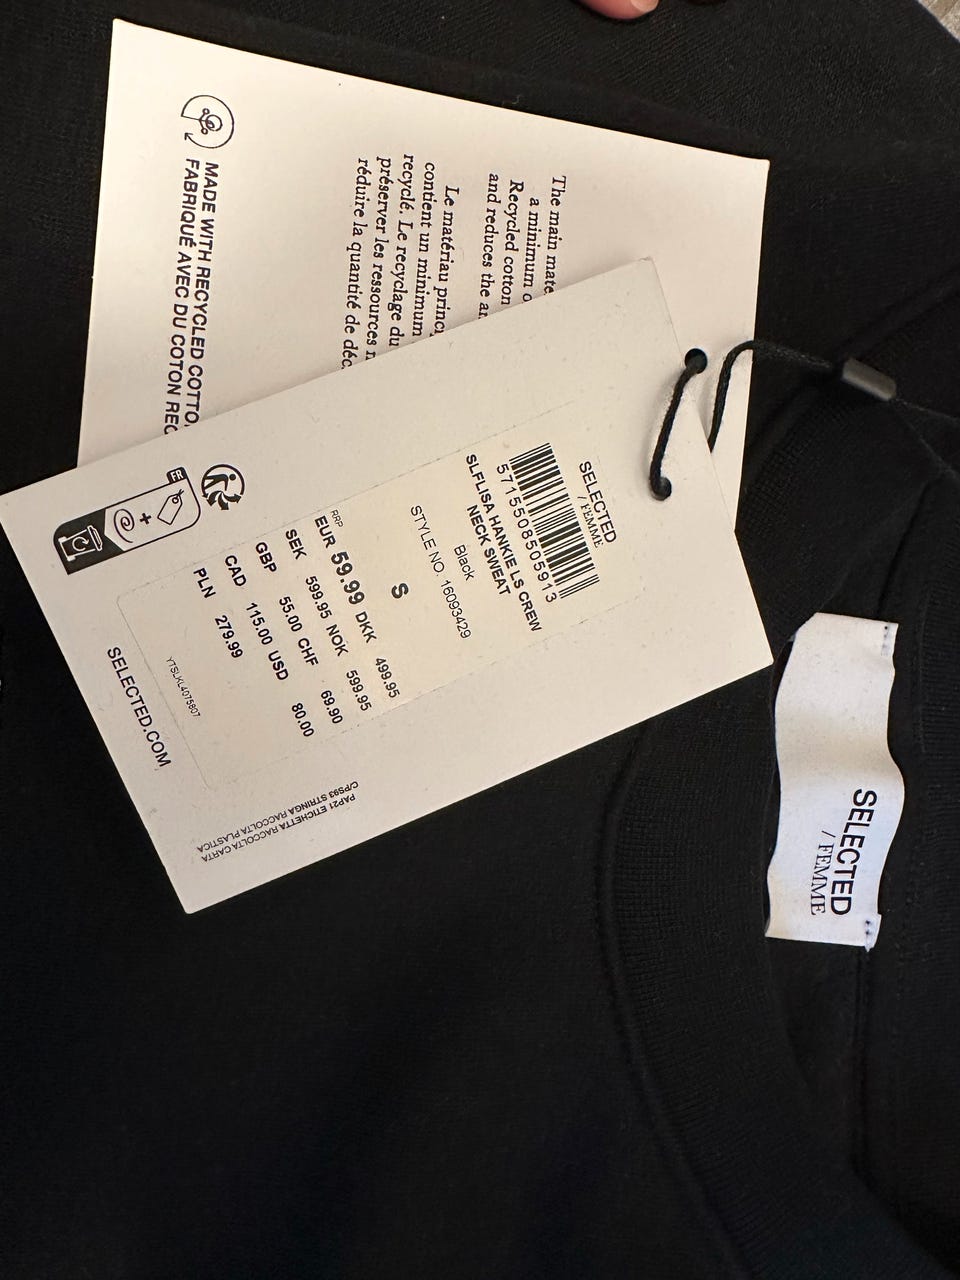 MADE WITH RECYCLED COTTO
FABRIQUÉ AVEC DU COTON REC
The main mate
a minimum o
Recycled cotton
and reduces the a
Le matériau princ
contient un minimum
recyclé. Le recyclage du
préserver les ressources n
réduire la quantité de déc
SELECTED
/ FEMME
5715508505913
SLFLISA HANKIE LS CREW
NECK SWEAT
Black
STYLE NO. 16093429
S
RRP
EUR 59.99 DKK 499.95
SEK 599.95 NOK 599.95
GBP 55.00 CHF 69.90
CAD 115.00 USD 80.00
PLN 279.99
YTSLKL4075807
FR
+
SELECTED.COM
PAP21 ETICHETTA RACCOLTA CARTA
C/PS93 STRINGA RACCOLTA PLASTICA
SELECTED
/ FEMME